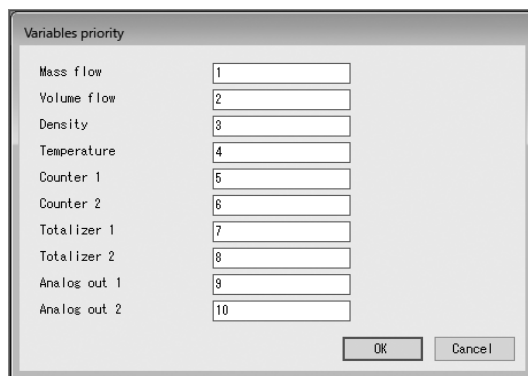 Variables priority
Mass flow 1
Volume flow 2
Density 3
Temperature 4
Counter 1 5
Counter 2 6
Totalizer 1 7
Totalizer 2 8
Analog out 1 9
Analog out 2 10
OK Cancel